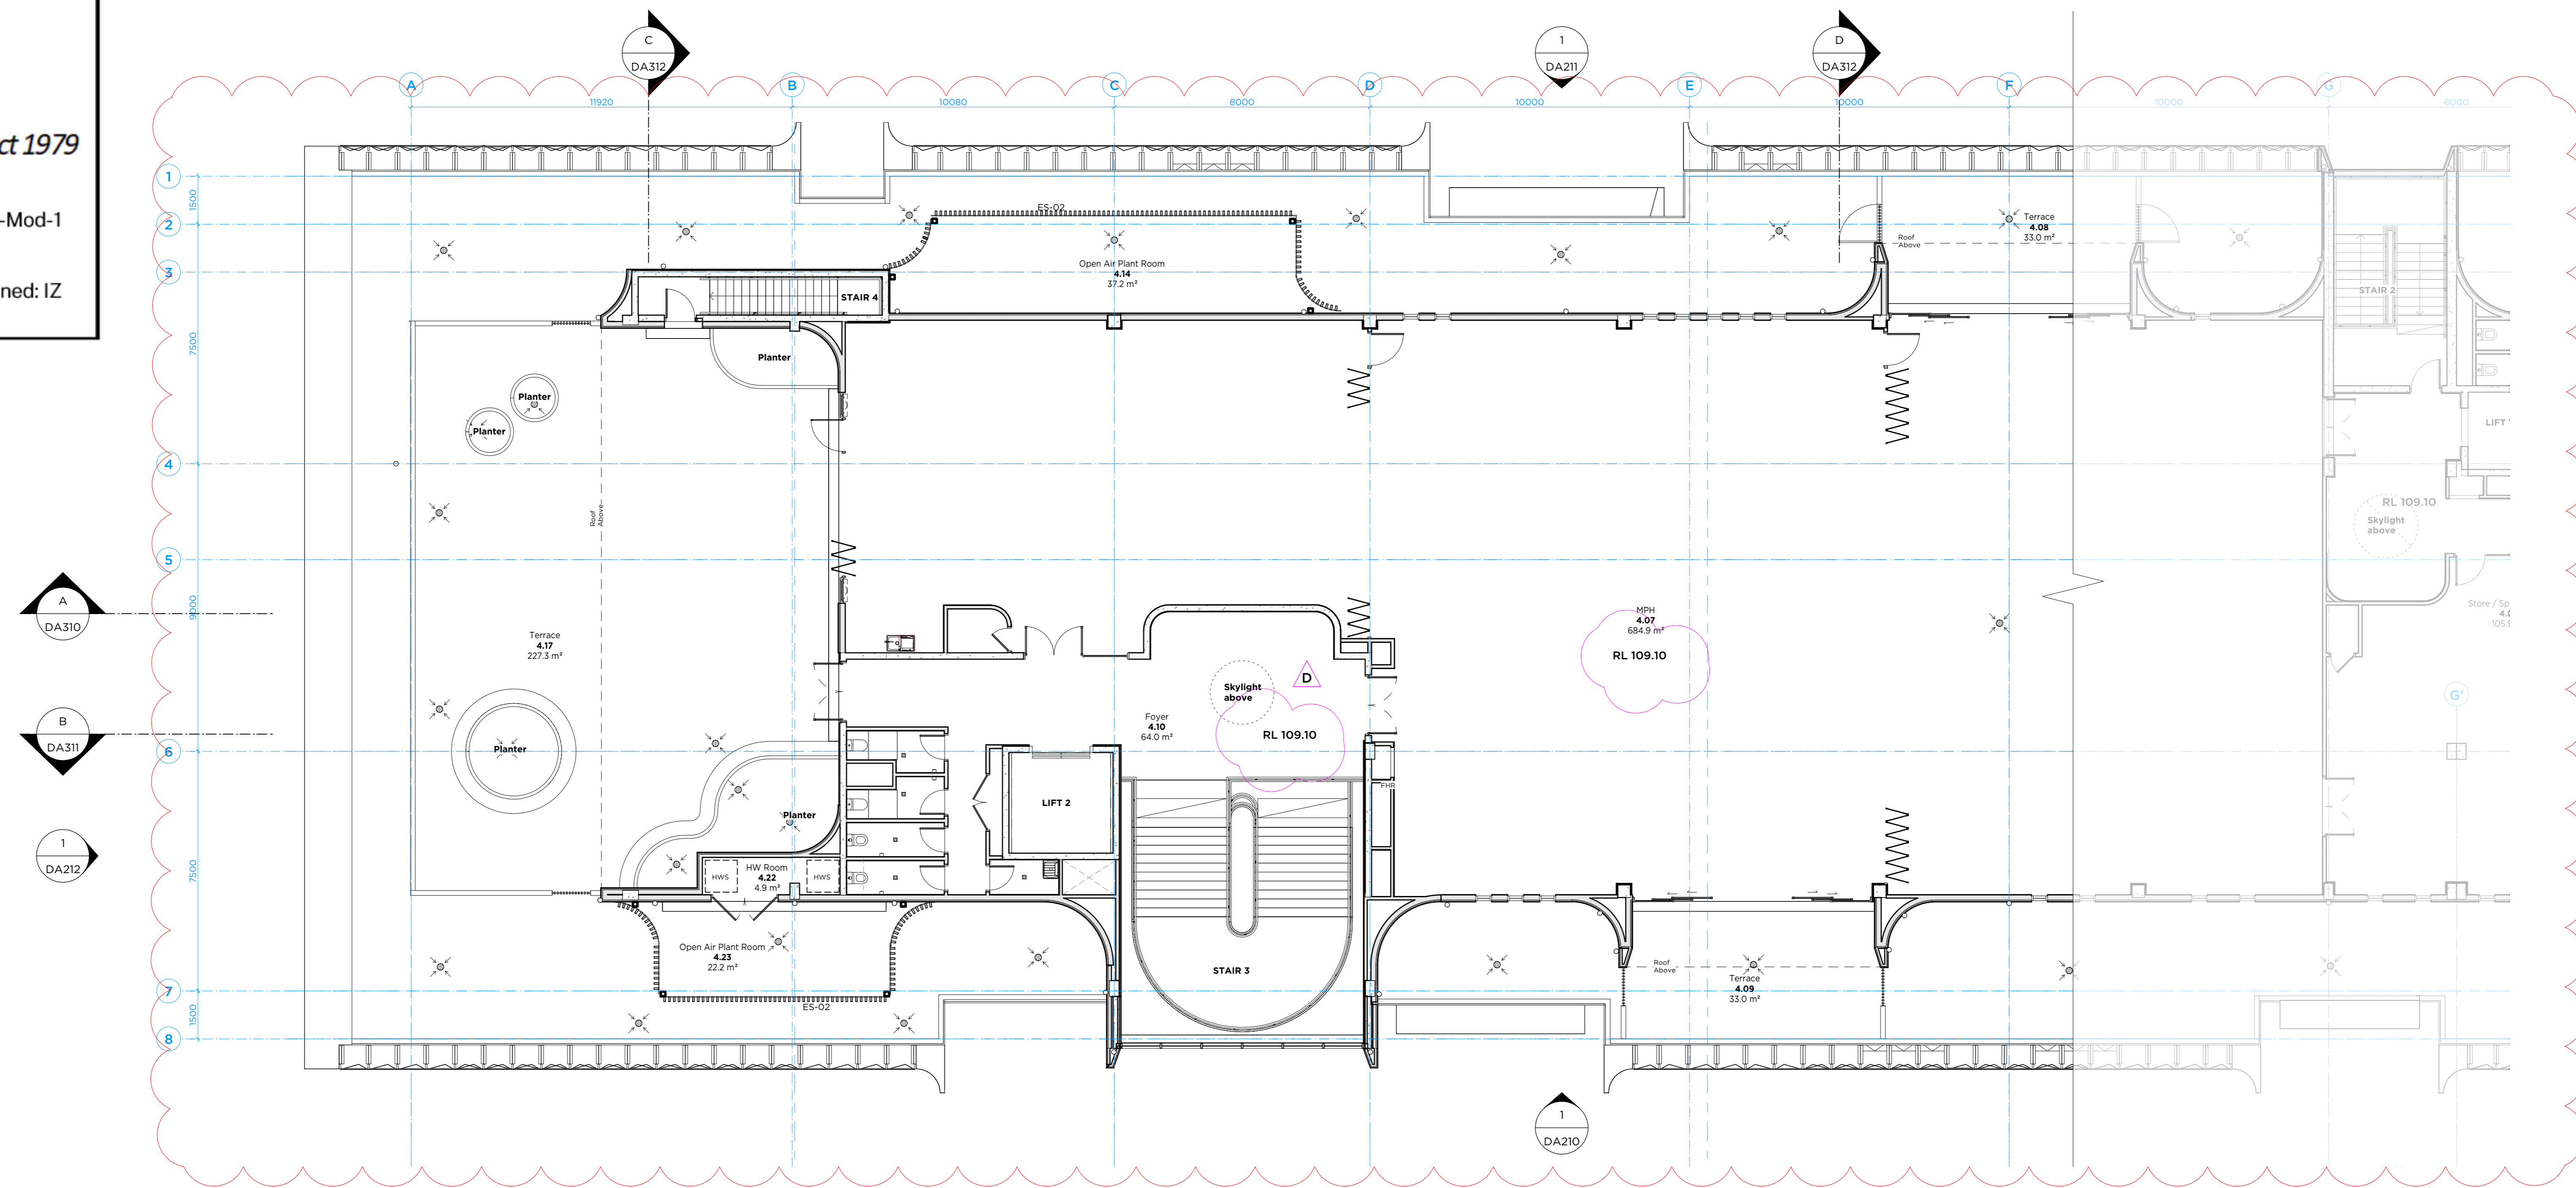 ct 1979
-Mod-1
ned: IZ
C
DA312
1
DA211
D
DA312
A
B
C
D
E
F
G
11920
10080
8000
10000
10000
10000
8000
1
1500
2
3
7500
4
5
9000
6
7500
7
1500
8
A
DA310
B
DA311
1
DA212
ES-02
Open Air Plant Room
4.14
37.2 m²
STAIR 4
Planter
Planter
Planter
Roof
Above
Terrace
4.17
227.3 m²
Planter
Planter
HW Room
4.22
4.9 m²
HWS
HWS
Open Air Plant Room
4.23
22.2 m²
ES-02
LIFT 2
Foyer
4.10
64.0 m²
Skylight
above
D
RL 109.10
FHR
STAIR 3
MPH
4.07
684.9 m²
RL 109.10
Roof
Above
Terrace
4.08
33.0 m²
Roof
Above
Terrace
4.09
33.0 m²
STAIR 2
LIFT
RL 109.10
Skylight
above
Store / Sp
4.0
105.9
G'
1
DA210